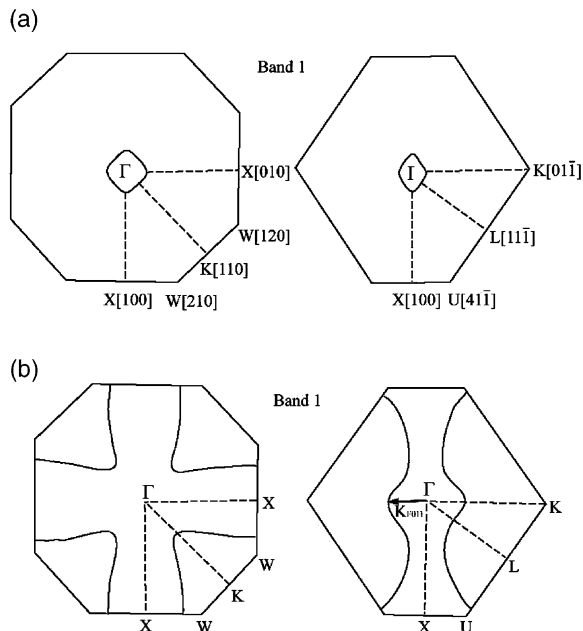 (a)
Band 1
Γ
X[010]
W[120]
K[110]
X[100] W[210]
Γ
K[011̄]
L[111̄]
X[100] U[411̄]
(b)
Band 1
Γ
X
W
K
X W
Γ
K
L
X U